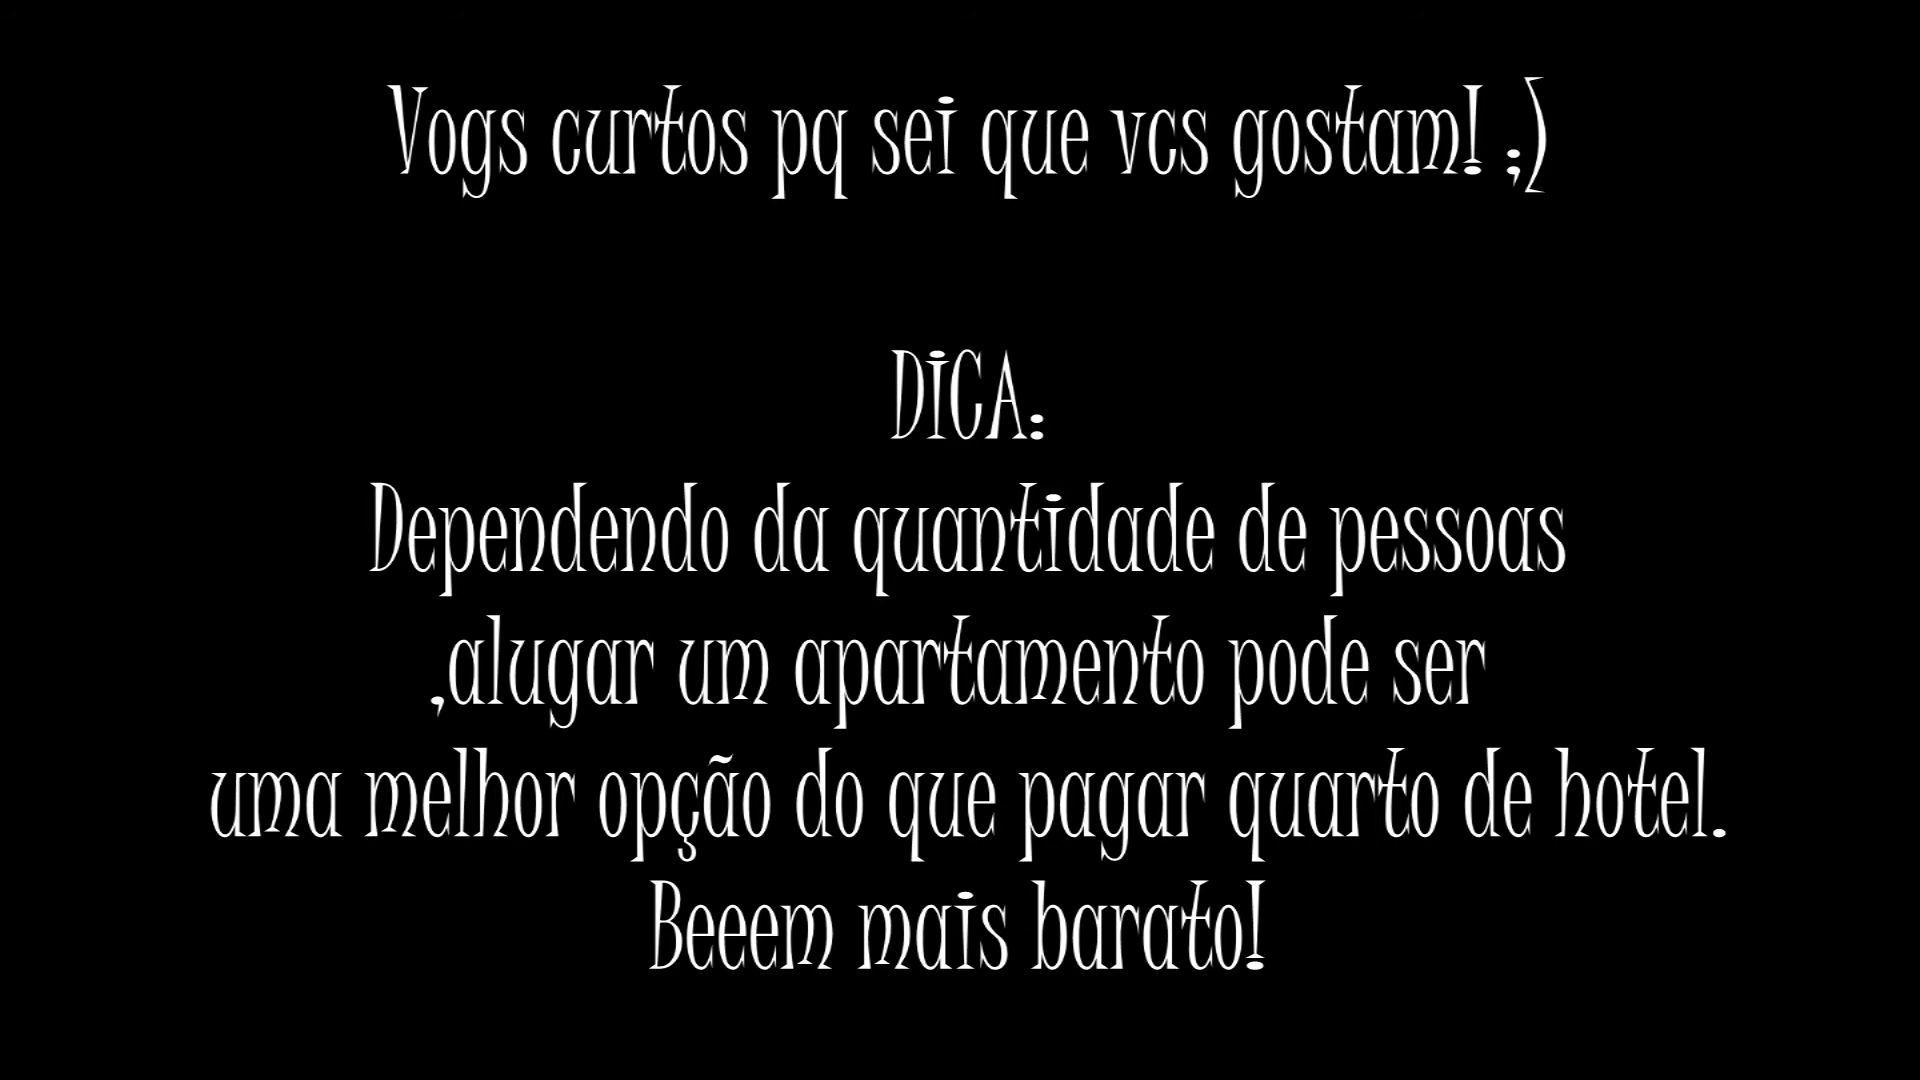 Vogs curtos pq sei que vcs gostam! ;)
DICA:
Dependendo da quantidade de pessoas
,alugar um apartamento pode ser
uma melhor opção do que pagar quarto de hotel.
Beeem mais barato!